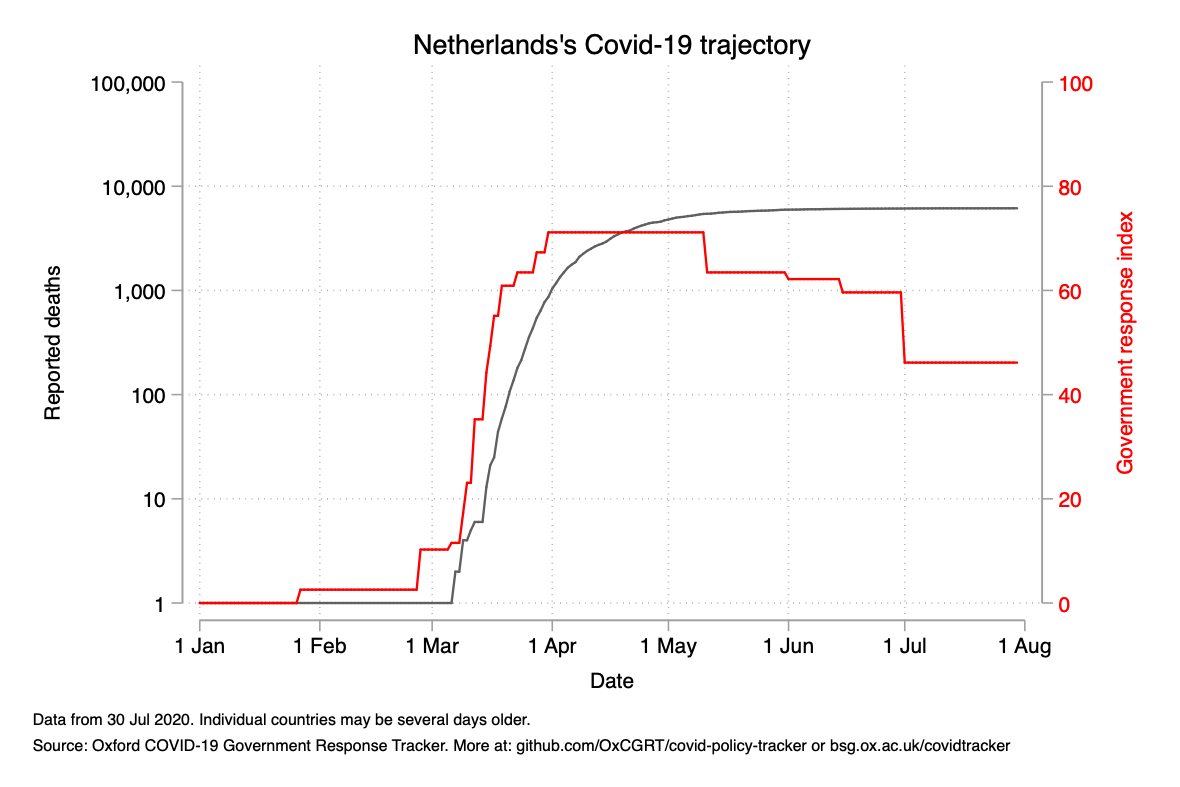 Netherlands's Covid-19 trajectory
100,000
10,000
1,000
100
10
1
Reported deaths
100
80
60
40
20
0
Government response index
1 Jan
1 Feb
1 Mar
1 Apr
1 May
1 Jun
1 Jul
1 Aug
Date
Data from 30 Jul 2020. Individual countries may be several days older.
Source: Oxford COVID-19 Government Response Tracker. More at: github.com/OxCGRT/covid-policy-tracker or bsg.ox.ac.uk/covidtracker